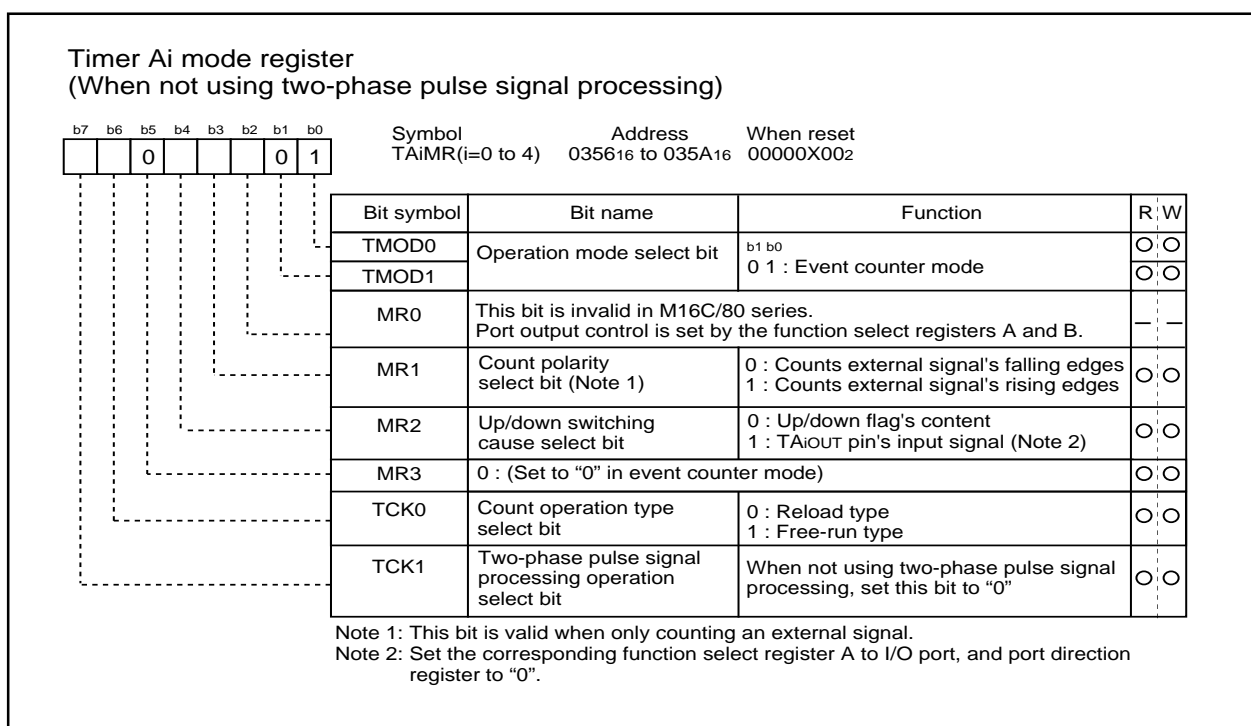 Timer Ai mode register
(When not using two-phase pulse signal processing)
b7 b6 b5 b4 b3 b2 b1 b0
0 0 1
Symbol Address When reset
TAiMR(i=0 to 4) 035616 to 035A16 00000X002
Bit symbol Bit name Function R W
TMOD0
TMOD1
Operation mode select bit
b1 b0
0 1 : Event counter mode
MR0
This bit is invalid in M16C/80 series.
Port output control is set by the function select registers A and B.
– –
MR1
Count polarity
select bit (Note 1)
0 : Counts external signal's falling edges
1 : Counts external signal's rising edges
MR2
Up/down switching
cause select bit
0 : Up/down flag's content
1 : TAiOUT pin's input signal (Note 2)
MR3
0 : (Set to “0” in event counter mode)
TCK0
Count operation type
select bit
0 : Reload type
1 : Free-run type
TCK1
Two-phase pulse signal
processing operation
select bit
When not using two-phase pulse signal
processing, set this bit to “0”
Note 1: This bit is valid when only counting an external signal.
Note 2: Set the corresponding function select register A to I/O port, and port direction
register to “0”.